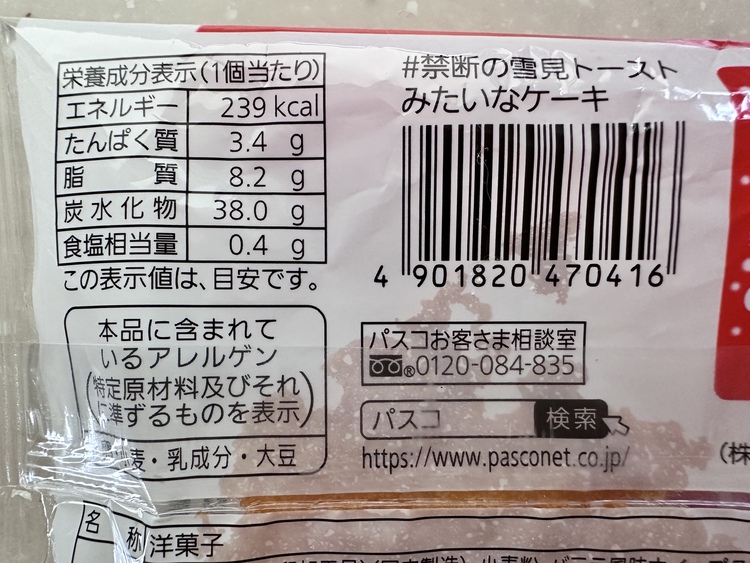 栄養成分表示(1個当たり)
エネルギー 239 kcal
たんぱく質 3.4 g
脂質 8.2 g
炭水化物 38.0 g
食塩相当量 0.4 g
この表示値は、目安です。
本品に含まれて
いるアレルゲン
(特定原材料及びそれ
に準ずるものを表示)
麦・乳成分・大豆
#禁断の雪見トースト
みたいなケーキ
4 901820 470416
パスコお客さま相談室
®0120-084-835
パスコ 検索
https://www.pasconet.co.jp/
(株
名称 洋菓子